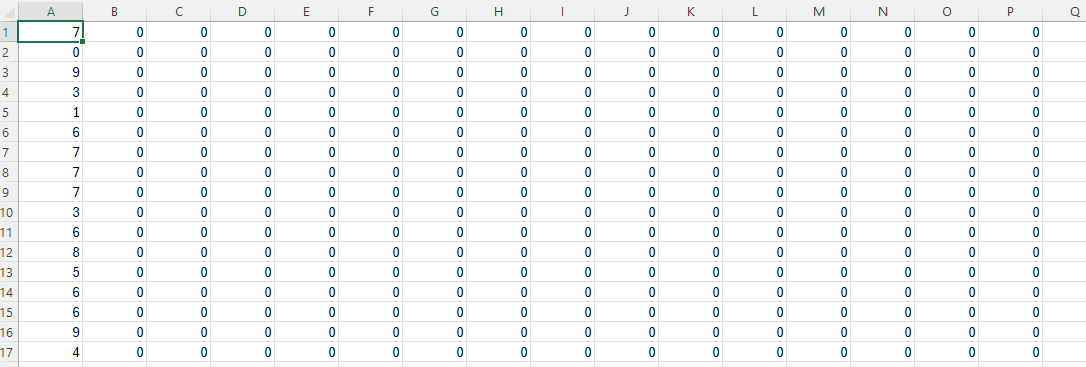 A B C D E F G H I J K L M N O P Q
1 7 0 0 0 0 0 0 0 0 0 0 0 0 0 0 0
2 0 0 0 0 0 0 0 0 0 0 0 0 0 0 0 0
3 9 0 0 0 0 0 0 0 0 0 0 0 0 0 0 0
4 3 0 0 0 0 0 0 0 0 0 0 0 0 0 0 0
5 1 0 0 0 0 0 0 0 0 0 0 0 0 0 0 0
6 6 0 0 0 0 0 0 0 0 0 0 0 0 0 0 0
7 7 0 0 0 0 0 0 0 0 0 0 0 0 0 0 0
8 7 0 0 0 0 0 0 0 0 0 0 0 0 0 0 0
9 7 0 0 0 0 0 0 0 0 0 0 0 0 0 0 0
10 3 0 0 0 0 0 0 0 0 0 0 0 0 0 0 0
11 6 0 0 0 0 0 0 0 0 0 0 0 0 0 0 0
12 8 0 0 0 0 0 0 0 0 0 0 0 0 0 0 0
13 5 0 0 0 0 0 0 0 0 0 0 0 0 0 0 0
14 6 0 0 0 0 0 0 0 0 0 0 0 0 0 0 0
15 6 0 0 0 0 0 0 0 0 0 0 0 0 0 0 0
16 9 0 0 0 0 0 0 0 0 0 0 0 0 0 0 0
17 4 0 0 0 0 0 0 0 0 0 0 0 0 0 0 0